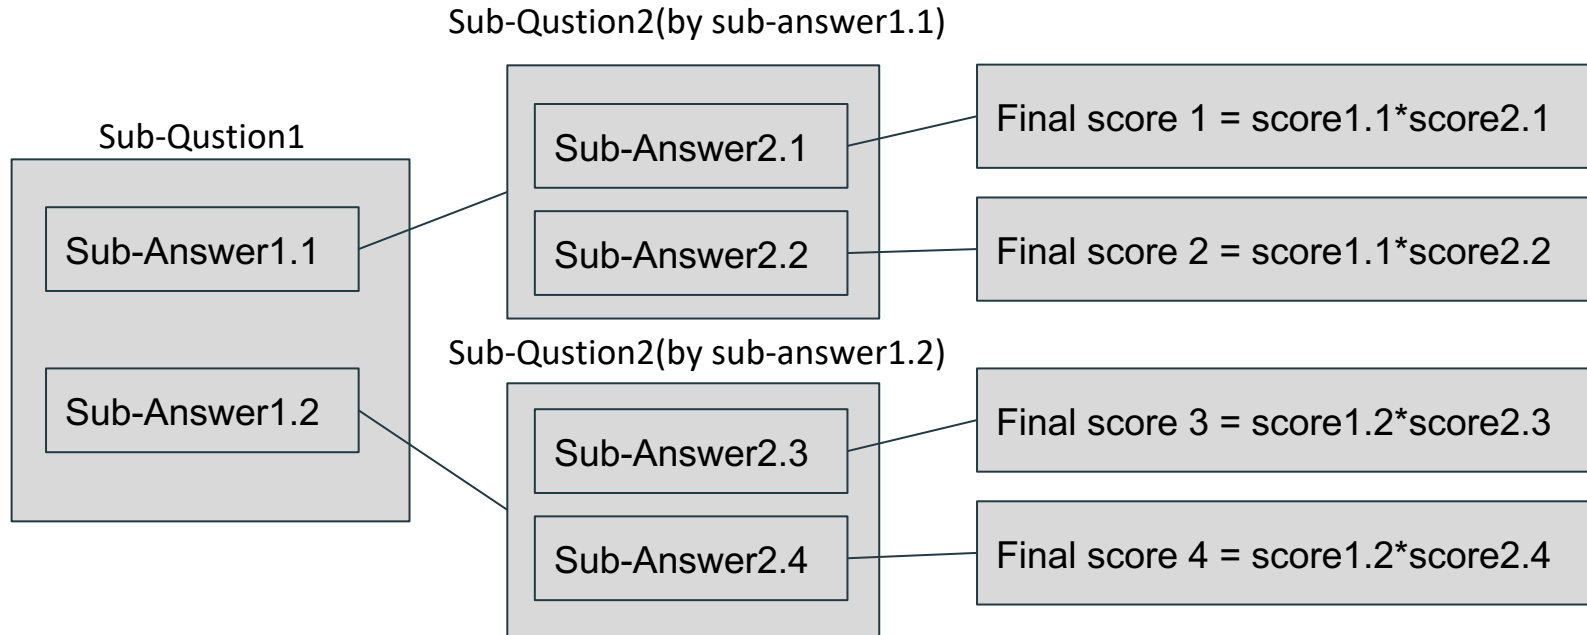 Sub-Qustion1
Sub-Answer1.1
Sub-Answer1.2
Sub-Qustion2(by sub-answer1.1)
Sub-Answer2.1
Sub-Answer2.2
Sub-Qustion2(by sub-answer1.2)
Sub-Answer2.3
Sub-Answer2.4
Final score 1 = score1.1*score2.1
Final score 2 = score1.1*score2.2
Final score 3 = score1.2*score2.3
Final score 4 = score1.2*score2.4